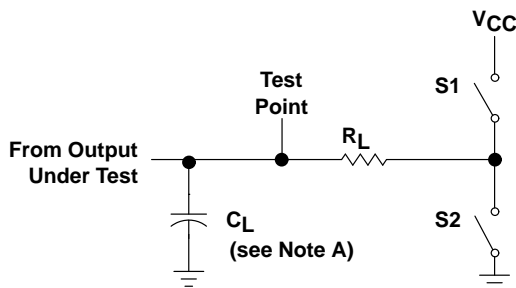 VCC
S1
Test
Point
RL
From Output
Under Test
S2
CL
(see Note A)